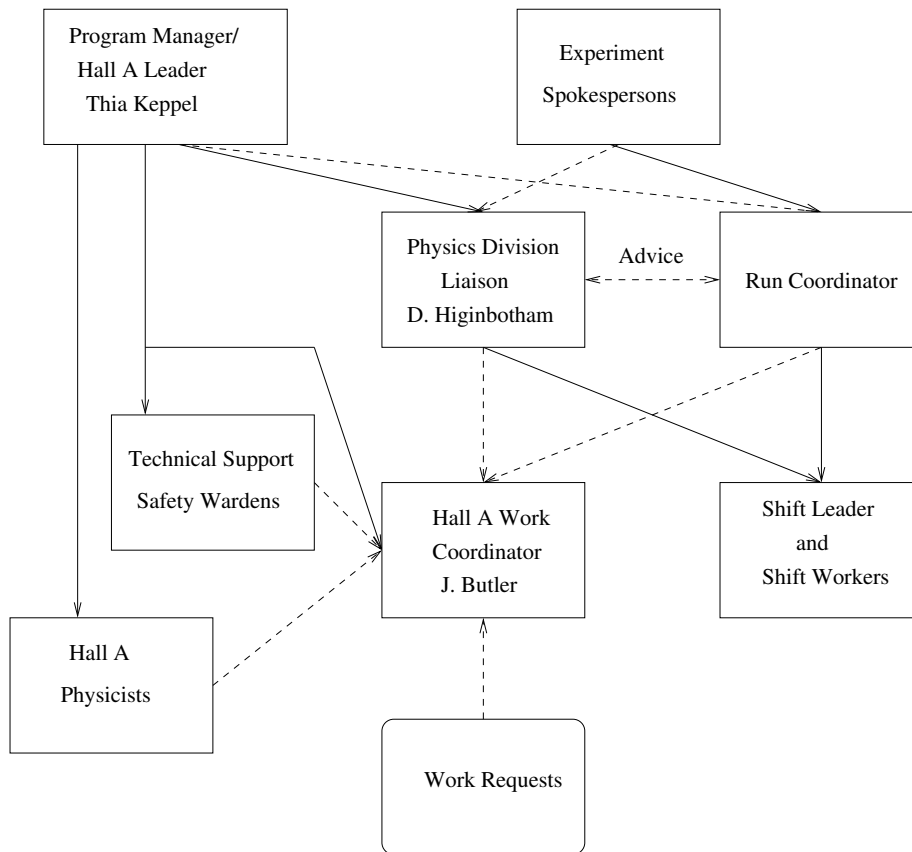 Program Manager/
Hall A Leader
Thia Keppel
Experiment
Spokespersons
Physics Division
Liaison
D. Higinbotham
Advice
Run Coordinator
Technical Support
Safety Wardens
Hall A Work
Coordinator
J. Butler
Shift Leader
and
Shift Workers
Hall A
Physicists
Work Requests